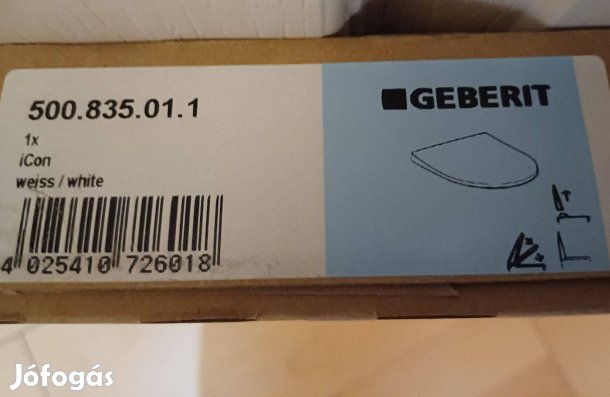 500.835.01.1
GEBERIT
1x
iCon
weiss / white
4 025410 726018
Jófogás